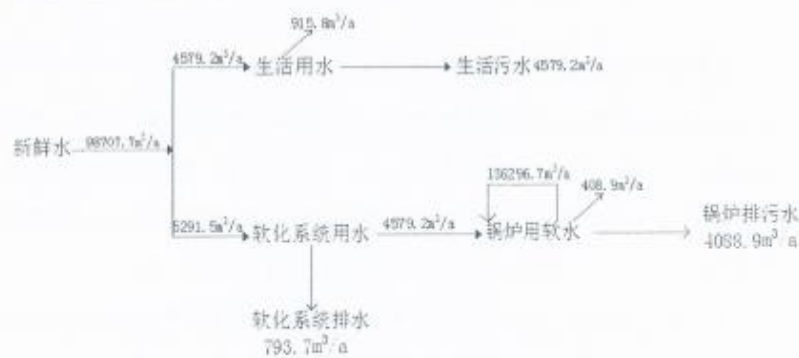 915.8m³/a
4579.2m³/a 生活用水 生活污水4579.2m³/a
新鲜水 98707.7m³/a
136296.7m³/a 408.9m³/a
5291.5m³/a 软化系统用水 4579.2m³/a 锅炉用软水 锅炉排污水
4088.9m³/a
软化系统排水
793.7m³/a